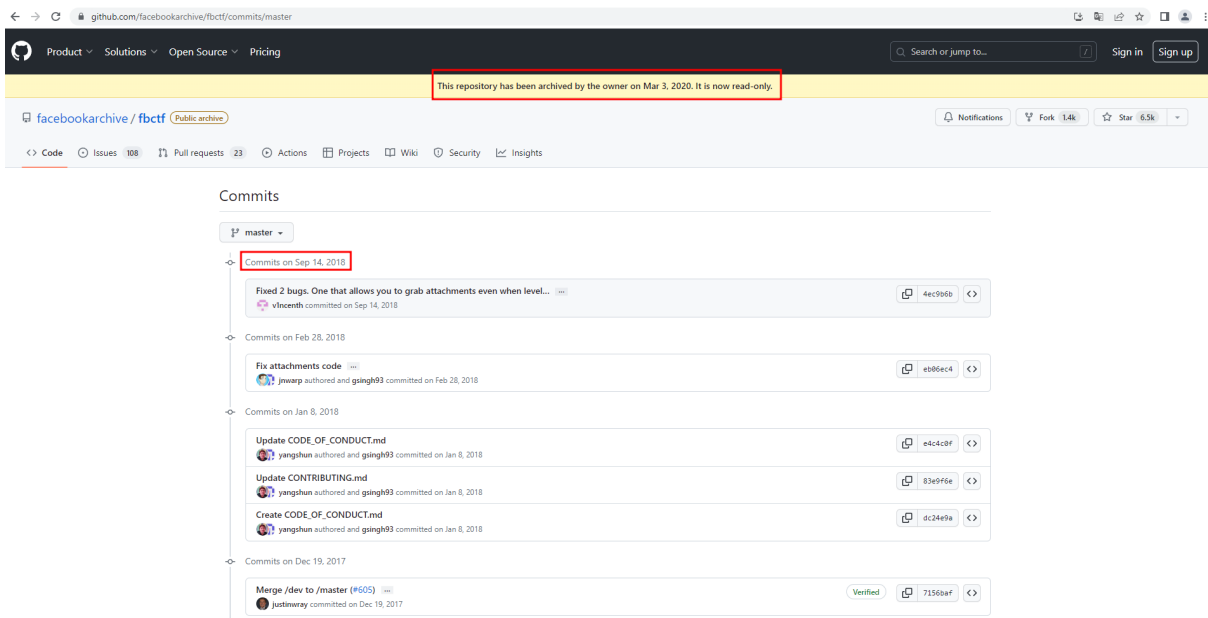 github.com/facebookarchive/fbctf/commits/master
Product Solutions Open Source Pricing Search or jump to... / Sign in Sign up
This repository has been archived by the owner on Mar 3, 2020. It is now read-only.
facebookarchive / fbctf Public archive Notifications Fork 1.4k Star 6.5k
<> Code Issues 108 Pull requests 23 Actions Projects Wiki Security Insights
Commits
master
Commits on Sep 14, 2018
Fixed 2 bugs. One that allows you to grab attachments even when level... ...
v1ncenth committed on Sep 14, 2018
4ec9b6b <>
Commits on Feb 28, 2018
Fix attachments code ...
jnwarp authored and gsingh93 committed on Feb 28, 2018
eb06ec4 <>
Commits on Jan 8, 2018
Update CODE_OF_CONDUCT.md
yangshun authored and gsingh93 committed on Jan 8, 2018
e4c4c0f <>
Update CONTRIBUTING.md
yangshun authored and gsingh93 committed on Jan 8, 2018
83e9f6e <>
Create CODE_OF_CONDUCT.md
yangshun authored and gsingh93 committed on Jan 8, 2018
dc24e9a <>
Commits on Dec 19, 2017
Merge /dev to /master (#605) ...
justinwray committed on Dec 19, 2017
Verified 7156baf <>